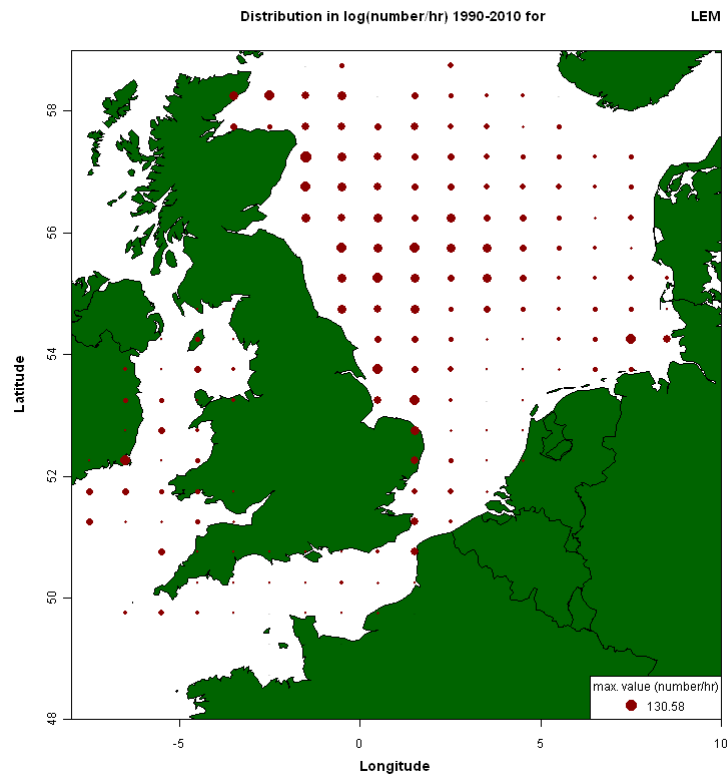 Distribution in log(number/hr) 1990-2010 for LEM
58
56
54
52
50
48
Latitude
-5 0 5 10
Longitude
max. value (number/hr)
130.58